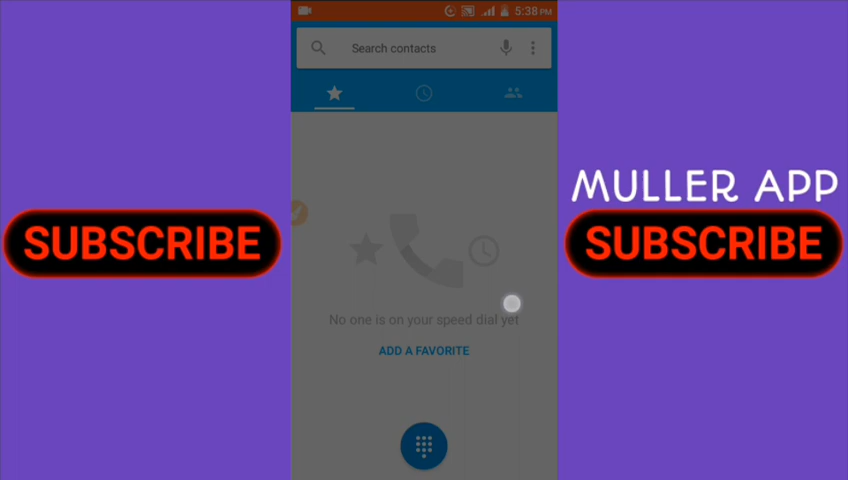 5:38 PM
Search contacts
MULLER APP
SUBSCRIBE
SUBSCRIBE
No one is on your speed dial yet
ADD A FAVORITE